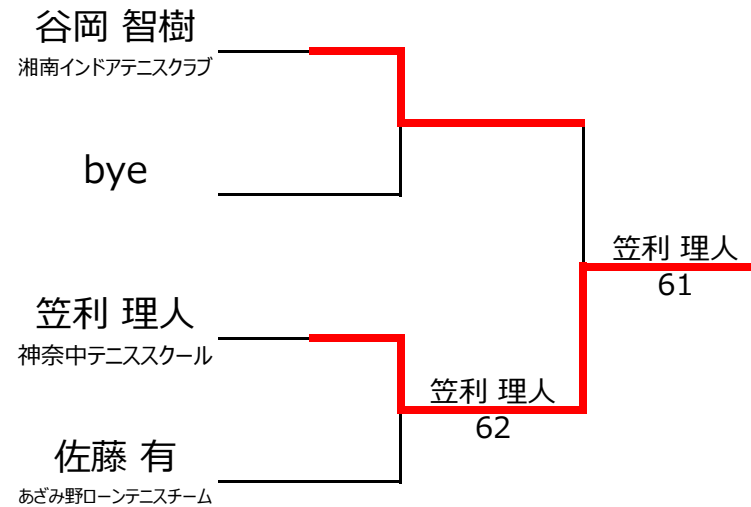 谷岡 智樹
湘南インドアテニスクラブ
bye
笠利 理人
61
笠利 理人
神奈中テニススクール
笠利 理人
62
佐藤 有
あざみ野ローンテニスチーム